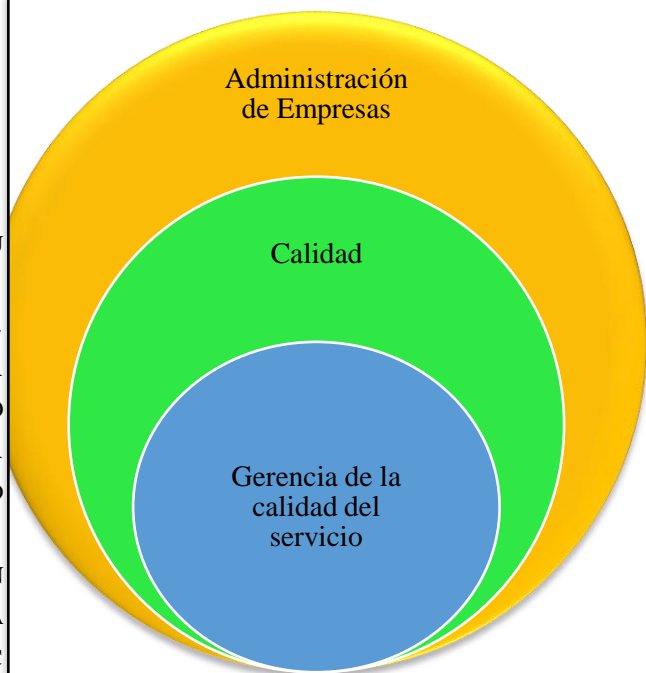 Administración
de Empresas
Calidad
Gerencia de la
calidad del
servicio